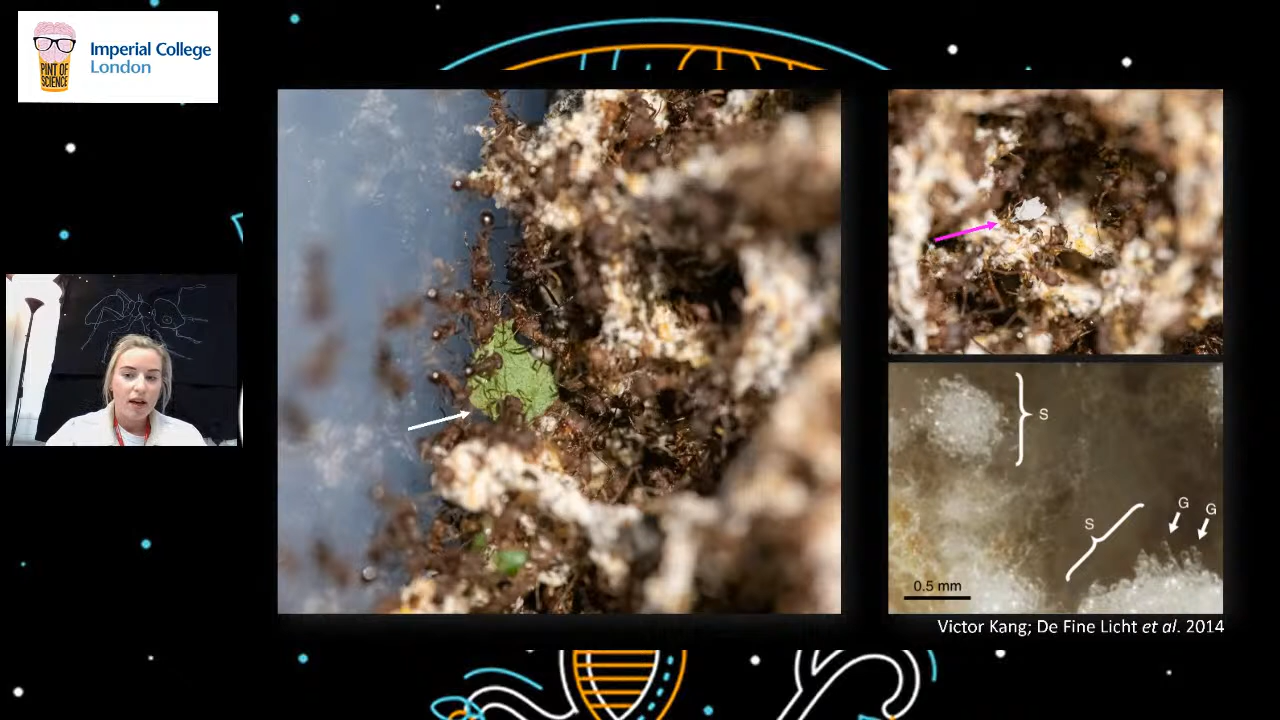 PINT OF
SCIENCE
Imperial College
London
S
S
G
G
0.5 mm
Victor Kang; De Fine Licht et al. 2014